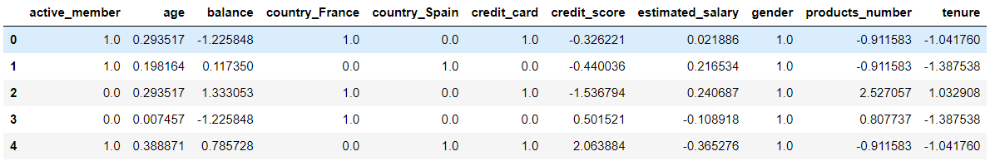 active_member age balance country_France country_Spain credit_card credit_score estimated_salary gender products_number tenure
0 1.0 0.293517 -1.225848 1.0 0.0 1.0 -0.326221 0.021886 1.0 -0.911583 -1.041760
1 1.0 0.198164 0.117350 0.0 1.0 0.0 -0.440036 0.216534 1.0 -0.911583 -1.387538
2 0.0 0.293517 1.333053 1.0 0.0 1.0 -1.536794 0.240687 1.0 2.527057 1.032908
3 0.0 0.007457 -1.225848 1.0 0.0 0.0 0.501521 -0.108918 1.0 0.807737 -1.387538
4 1.0 0.388871 0.785728 0.0 1.0 1.0 2.063884 -0.365276 1.0 -0.911583 -1.041760